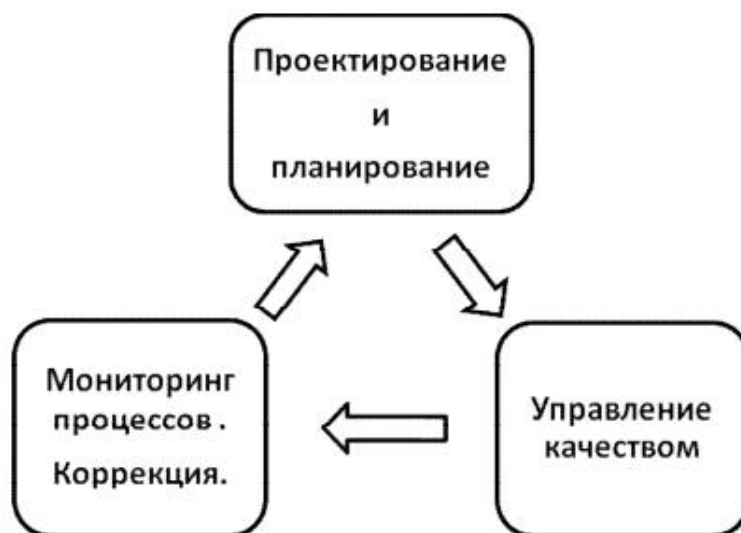 Проектирование
и
планирование
Мониторинг
процессов .
Коррекция.
Управление
качеством